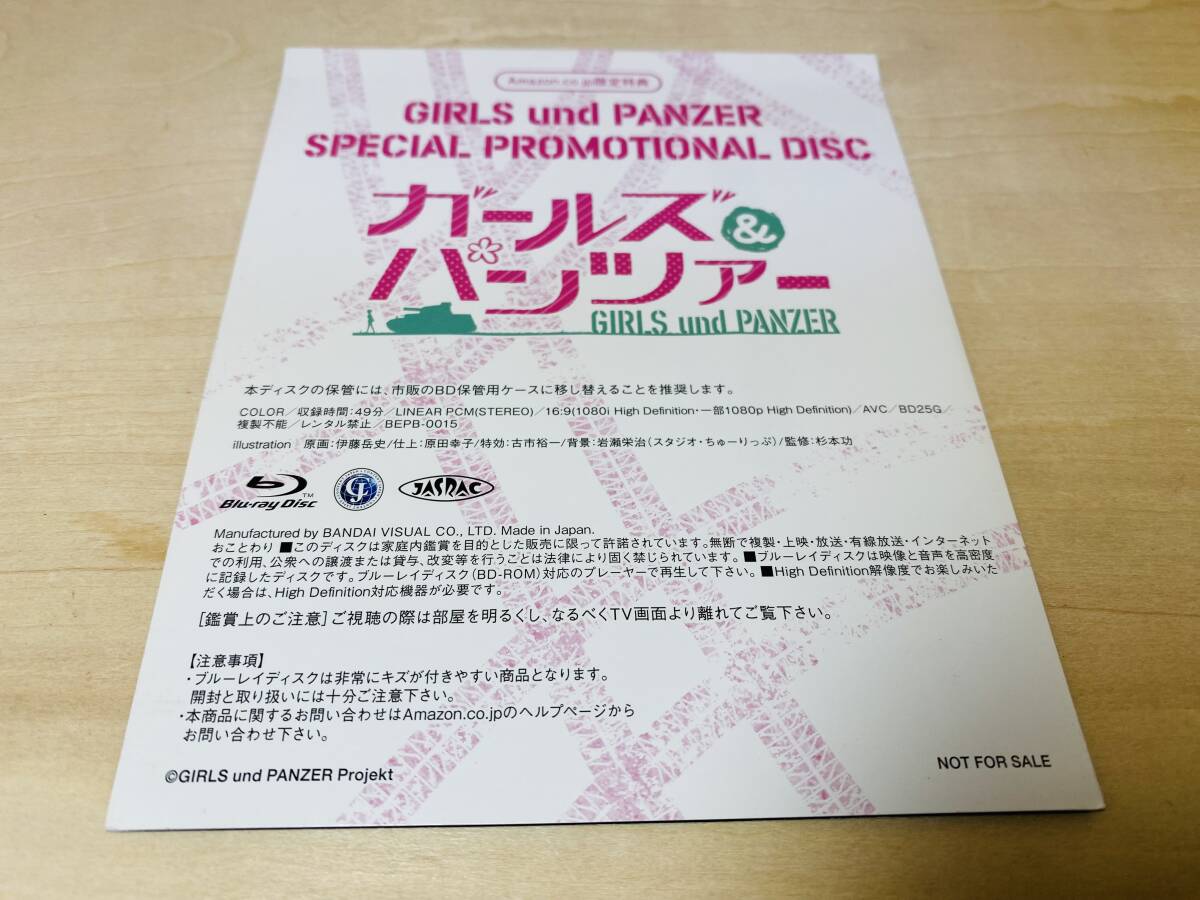 Amazon.co.jp限定特典
GIRLS und PANZER
SPECIAL PROMOTIONAL DISC
ガールズ&
パンツァー
GIRLS und PANZER
本ディスクの保管には、市販のBD保管用ケースに移し替えることを推奨します。
COLOR/収録時間:49分/LINEAR PCM(STEREO)/16:9(1080i High Definition・一部1080p High Definition)/AVC/BD25G/
複製不能/レンタル禁止/BEPB-0015
illustration 原画:伊藤岳史/仕上:原田幸子/特効:古市裕一/背景:岩瀬栄治(スタジオ・ちゅーりっぷ)/監修:杉本功
Blu-ray Disc™
JASRAC
Manufactured by BANDAI VISUAL CO., LTD. Made in Japan.
おことわり ■このディスクは家庭内鑑賞を目的とした販売に限って許諾されています。無断で複製・上映・放送・有線放送・インターネット
での利用、公衆への譲渡または貸与、改変等を行うことは法律により固く禁じられています。■ブルーレイディスクは映像と音声を高密度
に記録したディスクです。ブルーレイディスク(BD-ROM)対応のプレーヤーで再生して下さい。■High Definition解像度でお楽しみいた
だく場合は、High Definition対応機器が必要です。
[鑑賞上のご注意]ご視聴の際は部屋を明るくし、なるべくTV画面より離れてご覧下さい。
【注意事項】
・ブルーレイディスクは非常にキズが付きやすい商品となります。
開封と取り扱いには十分ご注意下さい。
・本商品に関するお問い合わせはAmazon.co.jpのヘルプページから
お問い合わせ下さい。
©GIRLS und PANZER Projekt
NOT FOR SALE